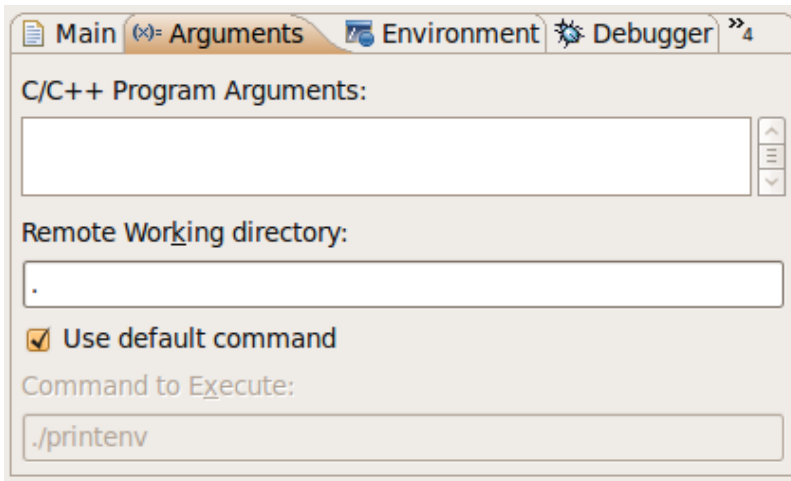 Main (x)= Arguments Environment Debugger »4
C/C++ Program Arguments:
Remote Working directory:
.
Use default command
Command to Execute:
./printenv